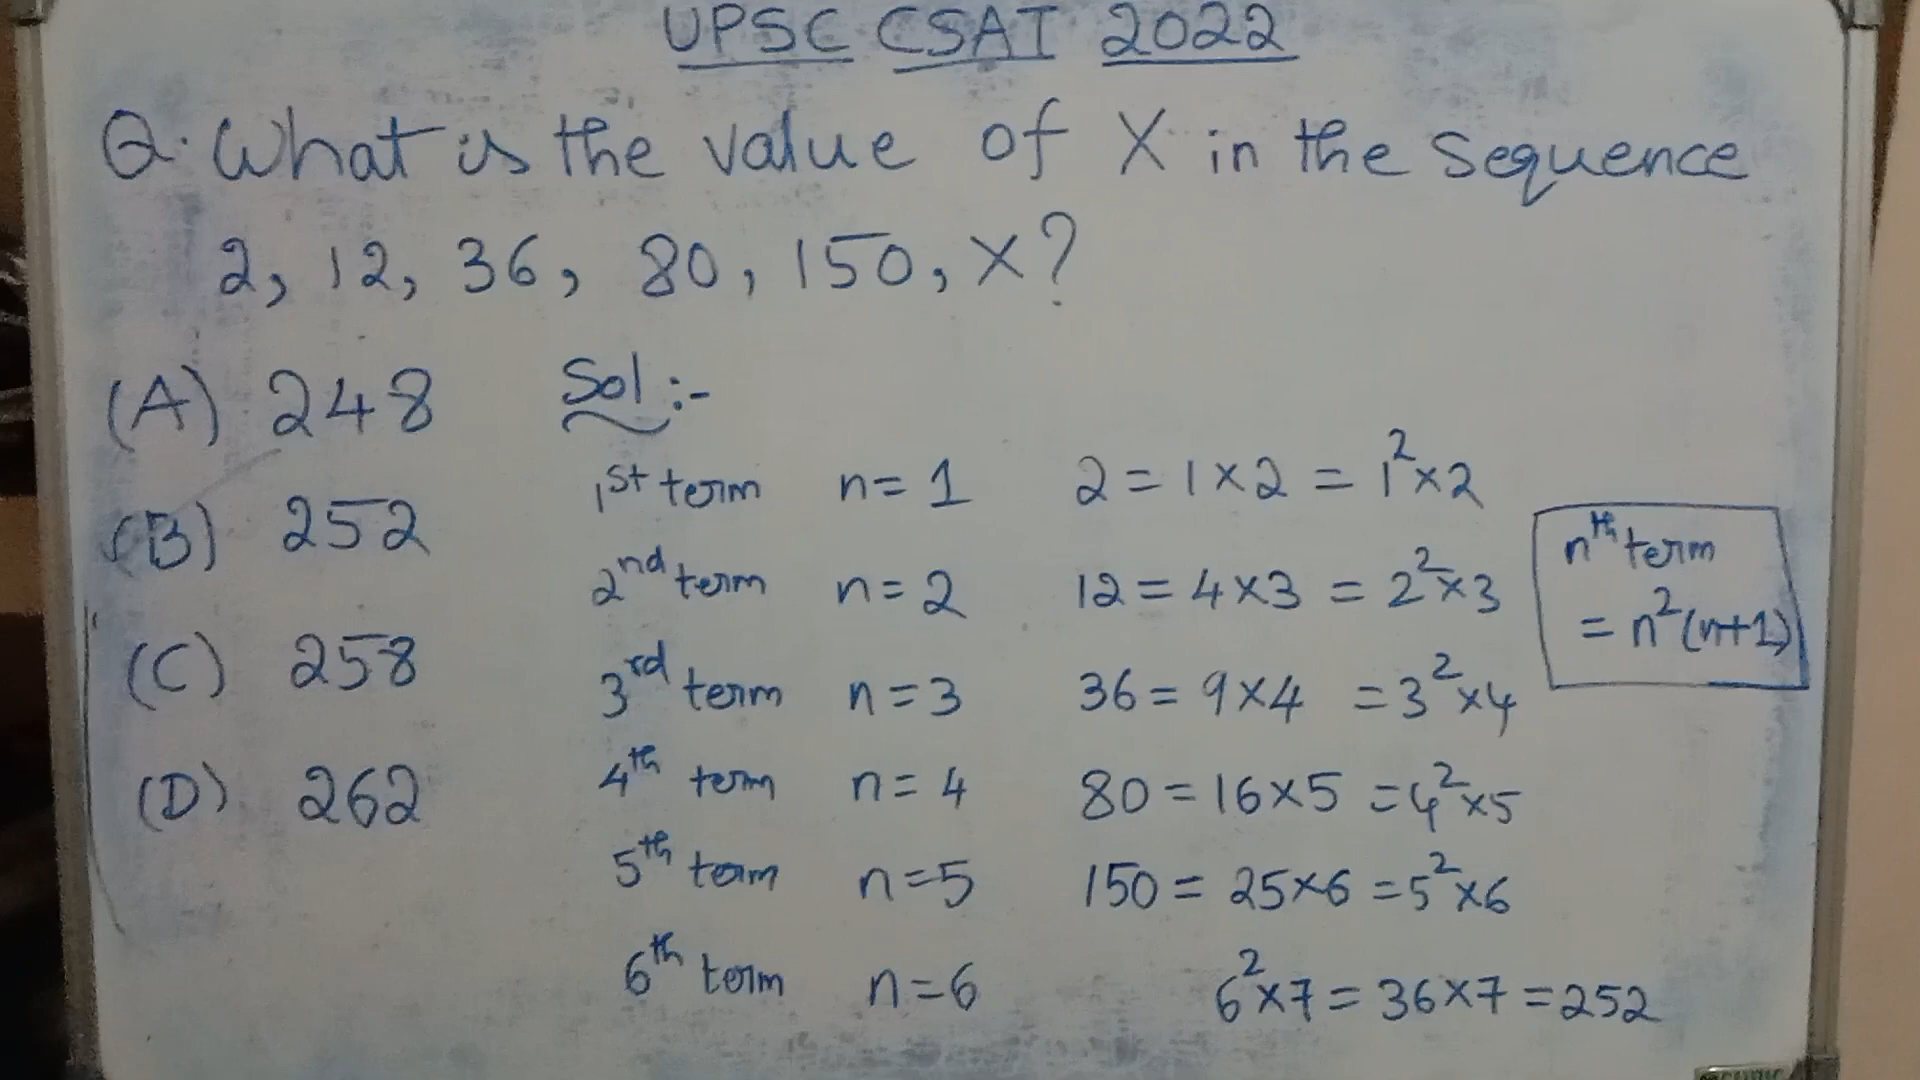 UPSC CSAT 2022
Q. What is the value of X in the Sequence
2, 12, 36, 80, 150, X?
(A) 248
(B) 252
(C) 258
(D) 262
Sol :-
1st term n = 1 2 = 1 × 2 = 1² × 2
2nd term n = 2 12 = 4 × 3 = 2² × 3
3rd term n = 3 36 = 9 × 4 = 3² × 4
4th term n = 4 80 = 16 × 5 = 4² × 5
5th term n = 5 150 = 25 × 6 = 5² × 6
6th term n = 6 6² × 7 = 36 × 7 = 252
nth term
= n² (n+1)